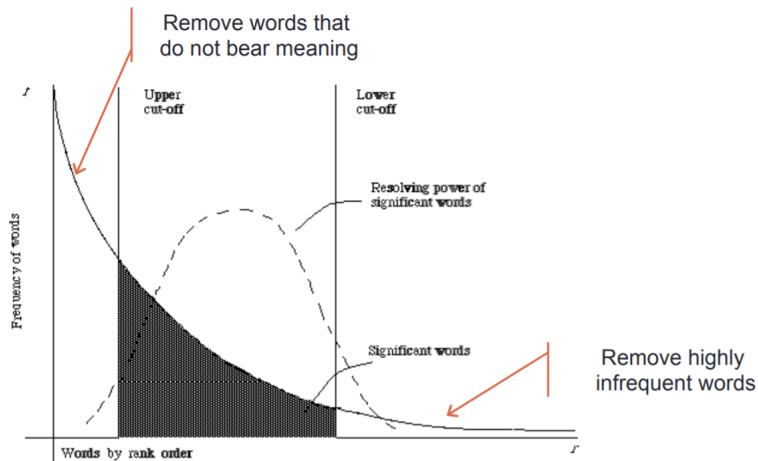 Remove words that
do not bear meaning
f
Upper
cut-off
Lower
cut-off
Resolving power of
significant words
Frequency of words
Significant words
Remove highly
infrequent words
Words by rank order
r